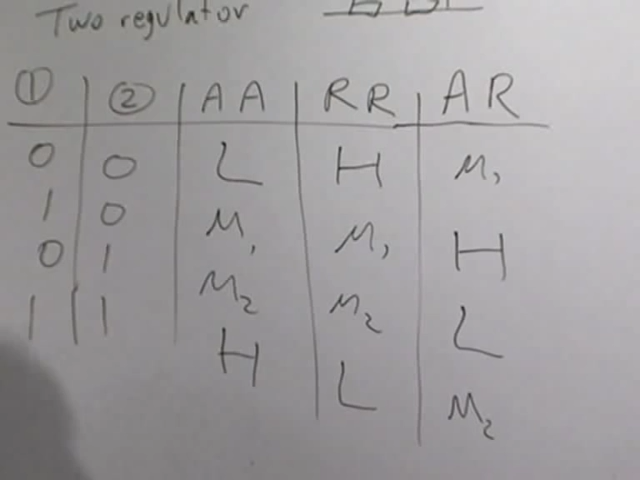 Two regulator
① ② AA RR AR
0 0 L H M₁
1 0 M₁ M₁ H
0 1 M₂ M₂ L
1 1 H L M₂